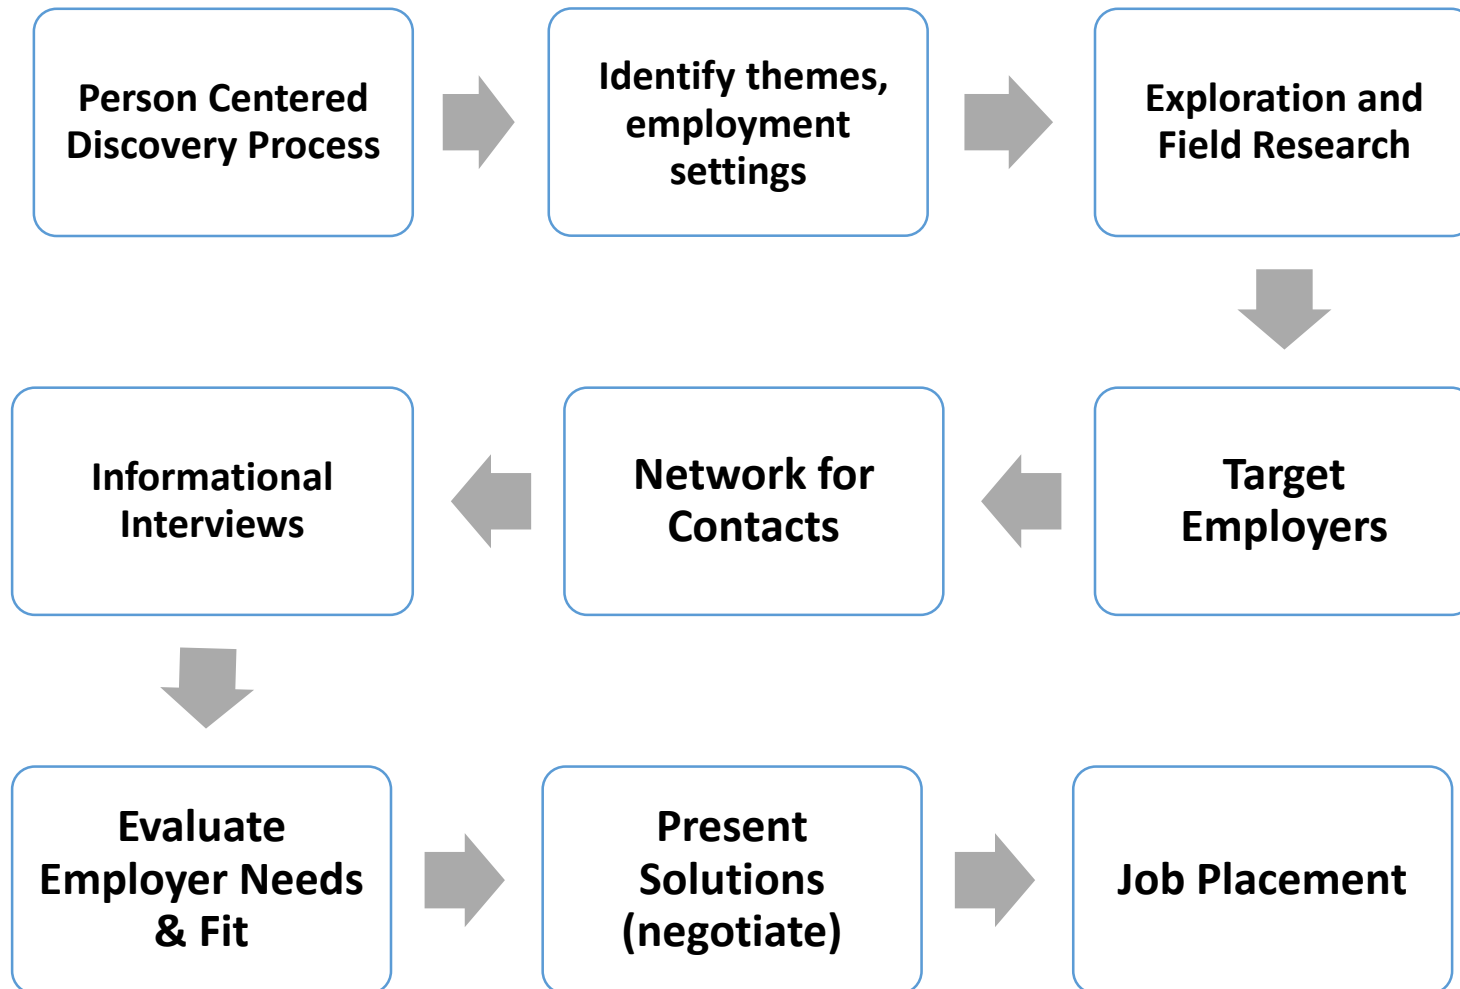 Person Centered
Discovery Process
Identify themes,
employment
settings
Exploration and
Field Research
Informational
Interviews
Network for
Contacts
Target
Employers
Evaluate
Employer Needs
& Fit
Present
Solutions
(negotiate)
Job Placement